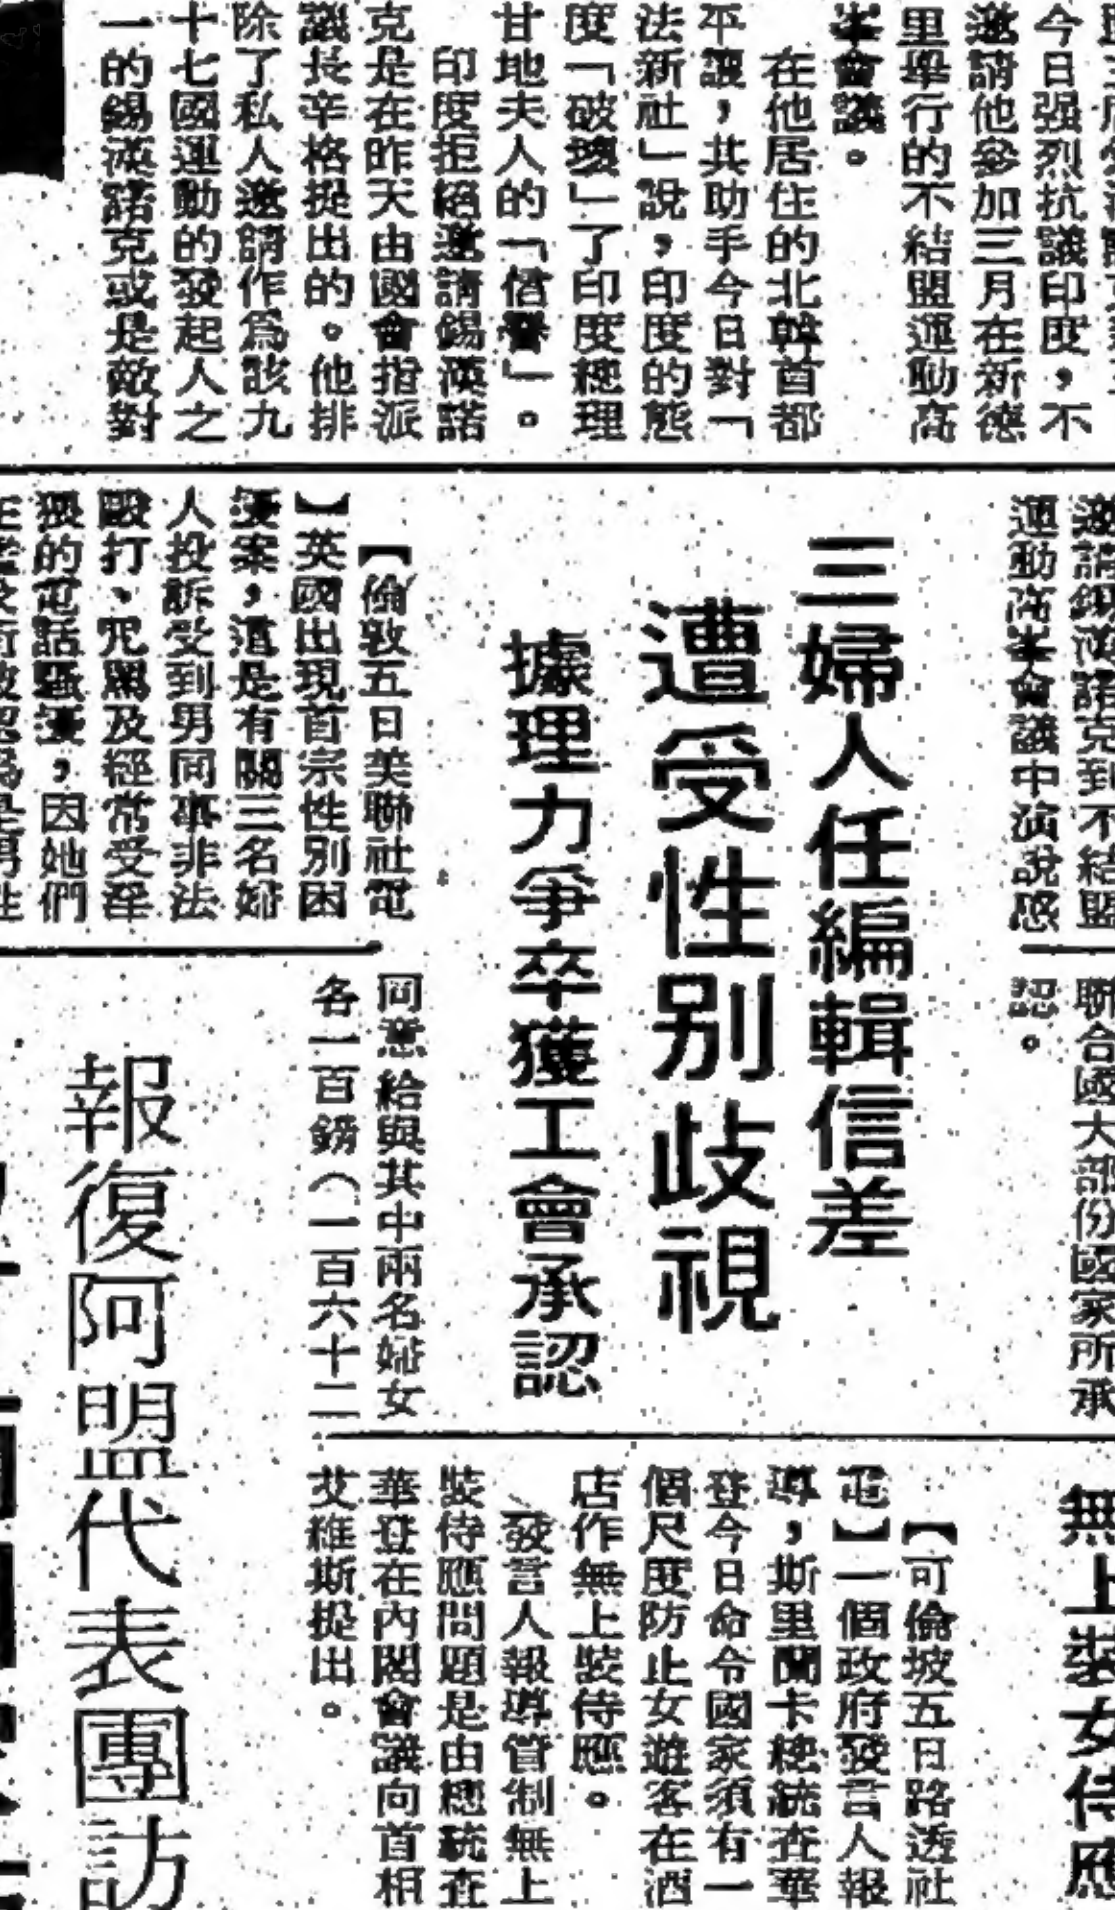 今日强烈抗議印度，不
邀請他參加三月在新德
里舉行的不結盟運動高
峯會議。
在他居住的北韓首都
平讓，共助手今日對「
法新社」說，印度的態
度「破壞」了印度總理
甘地夫人的「信譽」。
印度拒絕邀請錫漢諾
克是在昨天由國會指派
議長辛格提出的。他排
除了私人邀請作爲該九
十七國運動的發起人之
一的錫漢諾克或是敵對
邀請錫漢諾克到不結盟
運動高峯會議中演說感
聯合國大部份國家所承
認。
三婦人任編輯信差
遭受性别歧視
據理力爭卒獲工會承認
【倫敦五日美聯社電
】英國出現首宗性別困
擾案，這是有關三名婦
人投訴受到男同事非法
毆打、咒駡及經常受淫
猥的電話騷擾，因她們
同意給與其中兩名婦女
各一百鎊（一百六十二
報復阿盟代表團訪
無上裝女侍應
【可倫坡五日路透社
電】一個政府發言人報
導，斯里蘭卡總統查華
登今日命令國家須有一
個尺度防止女遊客在酒
店作無上裝侍應。
發言人報導管制無上
裝侍應問題是由總統查
華登在內閣會議向首相
艾維斯提出。